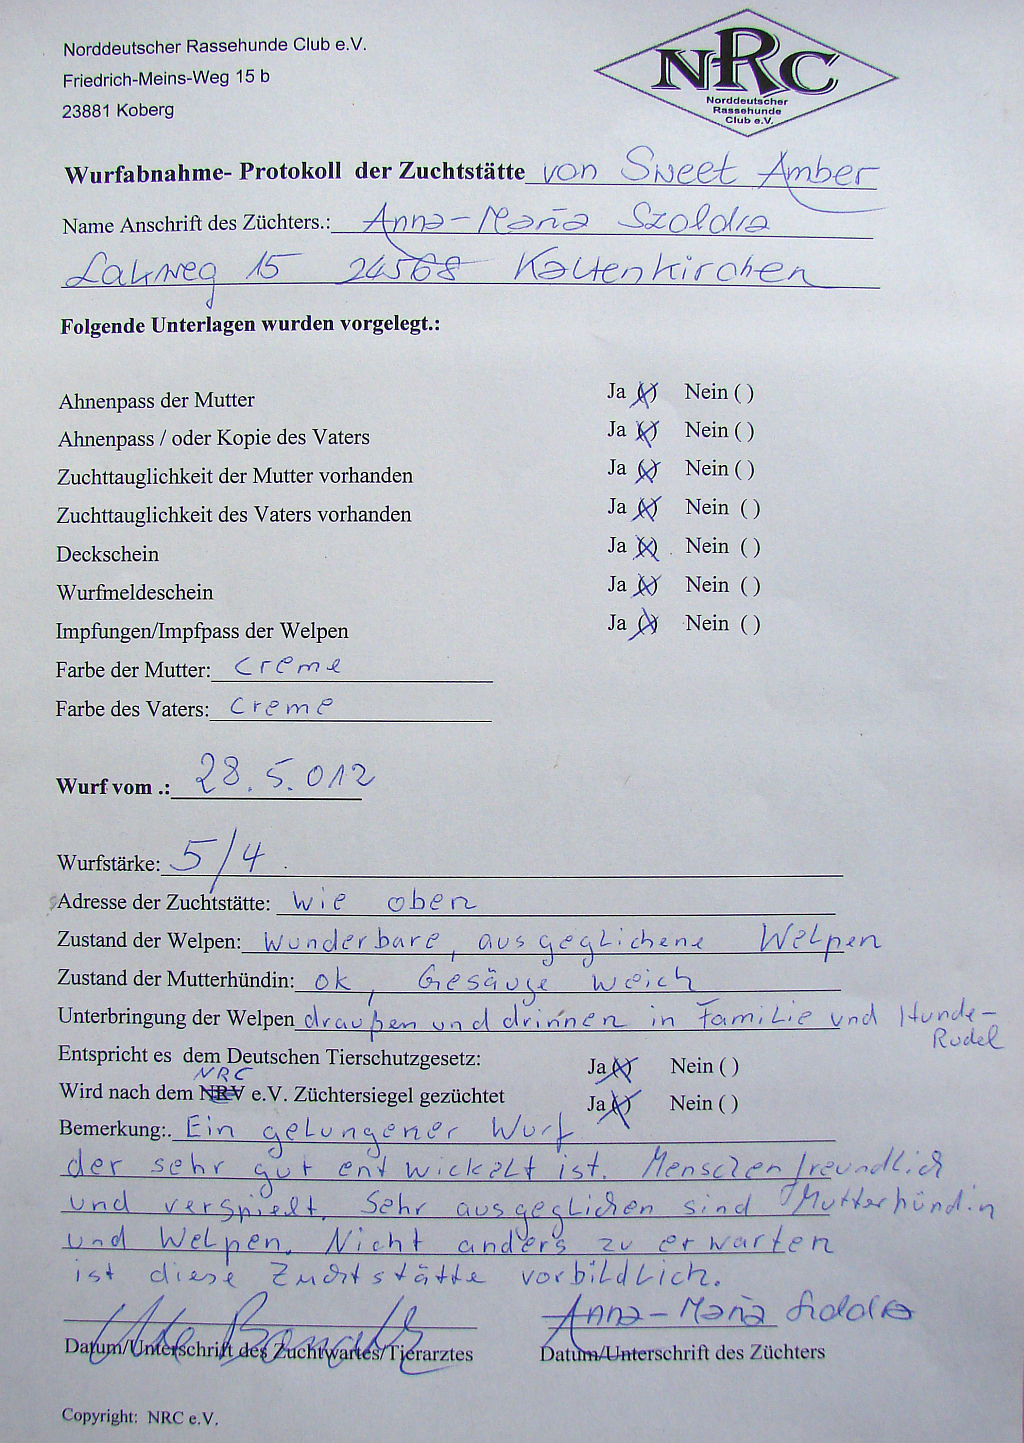 Norddeutscher Rassehunde Club e.V.
Friedrich-Meins-Weg 15 b
23881 Koberg
NRC
Norddeutscher
Rassehunde
Club e.V.
Wurfabnahme- Protokoll der Zuchtstätte von Sweet Amber
Name Anschrift des Züchters.: Anna-Maria Szoldra
Lakweg 15 24568 Kaltenkirchen
Folgende Unterlagen wurden vorgelegt.:
Ahnenpass der Mutter Ja (X) Nein ( )
Ahnenpass / oder Kopie des Vaters Ja (X) Nein ( )
Zuchttauglichkeit der Mutter vorhanden Ja (X) Nein ( )
Zuchttauglichkeit des Vaters vorhanden Ja (X) Nein ( )
Deckschein Ja (X) Nein ( )
Wurfmeldeschein Ja (X) Nein ( )
Impfungen/Impfpass der Welpen Ja (X) Nein ( )
Farbe der Mutter: creme
Farbe des Vaters: creme
Wurf vom .: 28.5.012
Wurfstärke: 5/4
Adresse der Zuchtstätte: wie oben
Zustand der Welpen: wunderbare, ausgeglichene Welpen
Zustand der Mutterhündin: ok, Gesäuge weich
Unterbringung der Welpen draußen und drinnen in Familie und Hunde-
Rudel
Entspricht es dem Deutschen Tierschutzgesetz: Ja (X) Nein ( )
NRC
Wird nach dem NRV e.V. Züchtersiegel gezüchtet Ja (X) Nein ( )
Bemerkung:. Ein gelungener Wurf
der sehr gut entwickelt ist. Menschenfreundlich
und verspielt. Sehr ausgeglichen sind Mutterhündin
und Welpen. Nicht anders zu erwarten
ist diese Zuchtstätte vorbildlich.
Anna-Maria Szoldra
Datum/Unterschrift des Zuchtwartes/Tierarztes Datum/Unterschrift des Züchters
Copyright: NRC e.V.